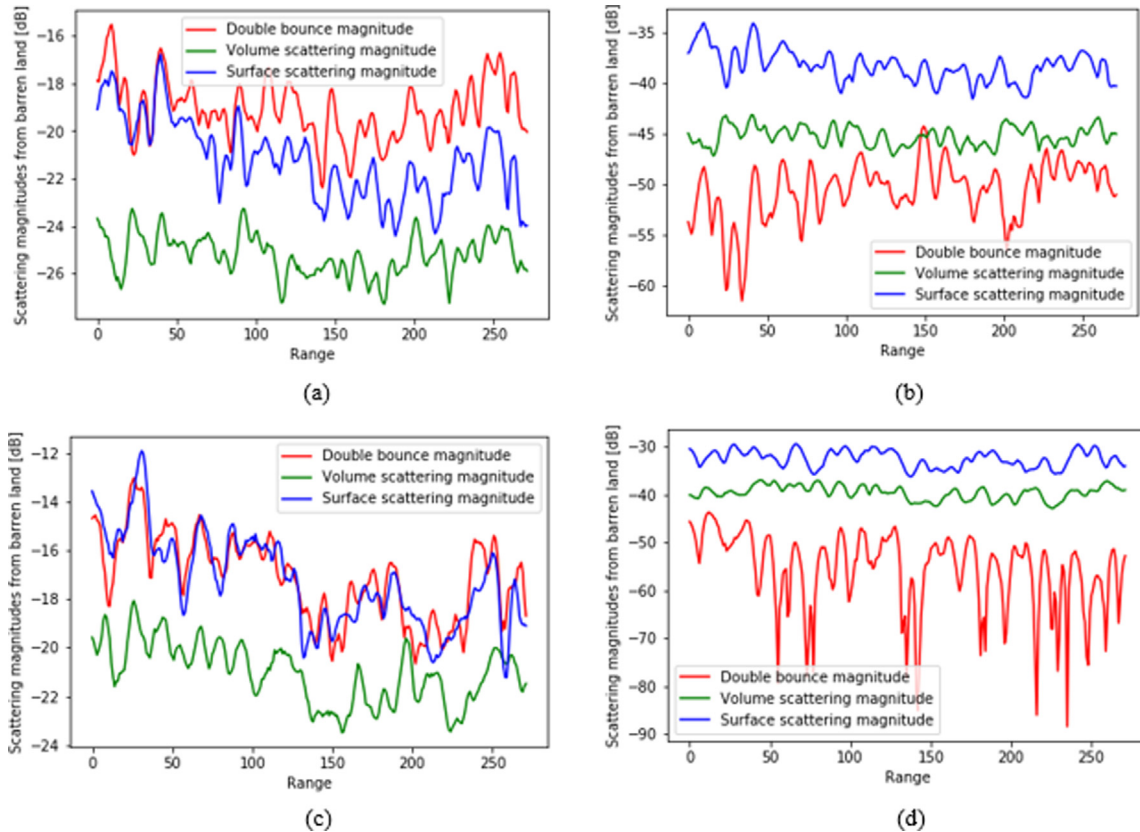 Scattering magnitudes from barren land [dB]
−16
−18
−20
−22
−24
−26
Double bounce magnitude
Volume scattering magnitude
Surface scattering magnitude
0 50 100 150 200 250
Range
(a)
Scattering magnitudes from barren land [dB]
−35
−40
−45
−50
−55
−60
Double bounce magnitude
Volume scattering magnitude
Surface scattering magnitude
0 50 100 150 200 250
Range
(b)
Scattering magnitudes from barren land [dB]
−12
−14
−16
−18
−20
−22
−24
Double bounce magnitude
Volume scattering magnitude
Surface scattering magnitude
0 50 100 150 200 250
Range
(c)
Scattering magnitudes from barren land [dB]
−30
−40
−50
−60
−70
−80
−90
Double bounce magnitude
Volume scattering magnitude
Surface scattering magnitude
0 50 100 150 200 250
Range
(d)